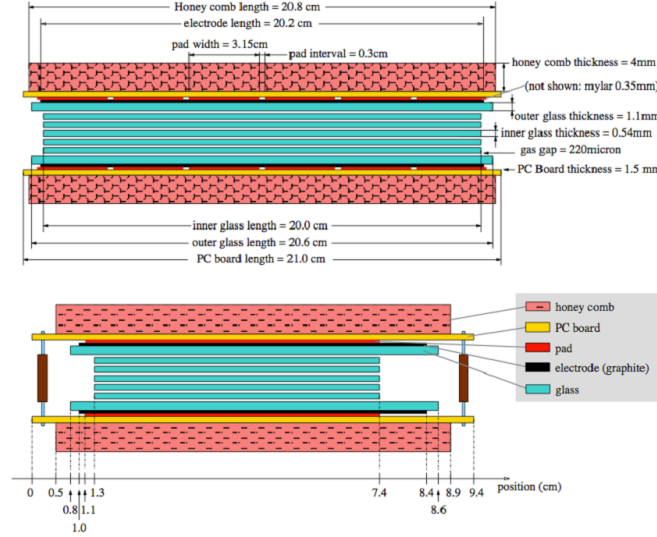 Honey comb length = 20.8 cm
electrode length = 20.2 cm
pad width = 3.15cm
pad interval = 0.3cm
honey comb thickness = 4mm
(not shown: mylar 0.35mm)
outer glass thickness = 1.1mm
inner glass thickness = 0.54mm
gas gap = 220micron
PC Board thickness = 1.5 mm
inner glass length = 20.0 cm
outer glass length = 20.6 cm
PC board length = 21.0 cm
honey comb
PC board
pad
electrode (graphite)
glass
position (cm)
0 0.5 1.3 7.4 8.4 8.9 9.4
0.8 1.1 8.6
1.0